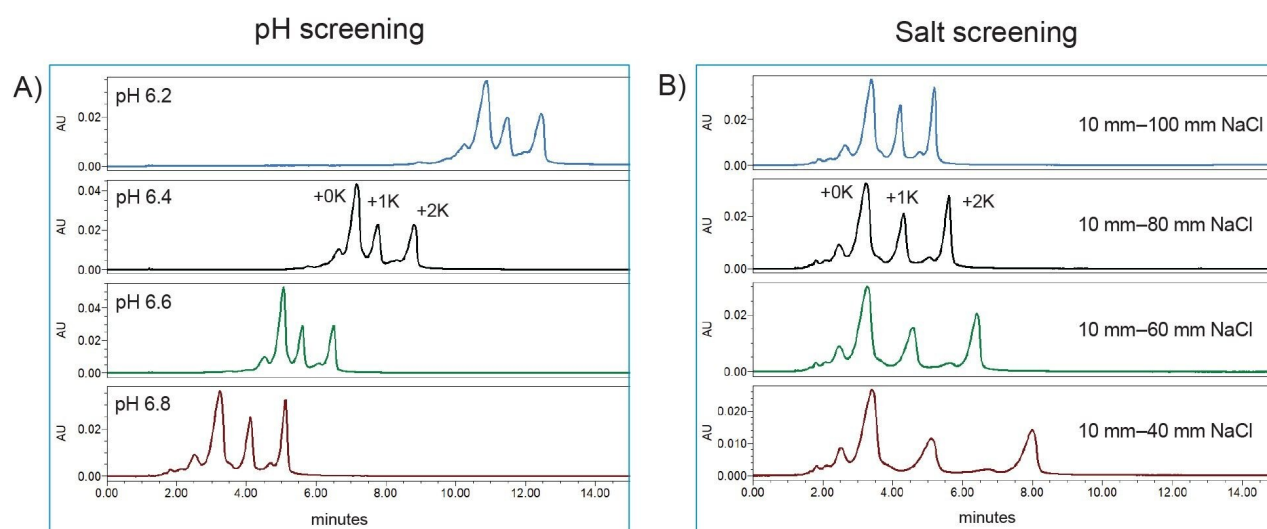 pH screening
Salt screening
A)
pH 6.2
AU
0.02
0.00
pH 6.4
+0K
+1K
+2K
AU
0.04
0.02
0.00
pH 6.6
AU
0.04
0.02
0.00
pH 6.8
AU
0.02
0.00
0.00 2.00 4.00 6.00 8.00 10.00 12.00 14.00
minutes
B)
10 mm–100 mm NaCl
AU
0.02
0.00
+0K
+1K
+2K
10 mm–80 mm NaCl
AU
0.02
0.00
10 mm–60 mm NaCl
AU
0.02
0.00
10 mm–40 mm NaCl
AU
0.020
0.010
0.000
0.00 2.00 4.00 6.00 8.00 10.00 12.00 14.00
minutes